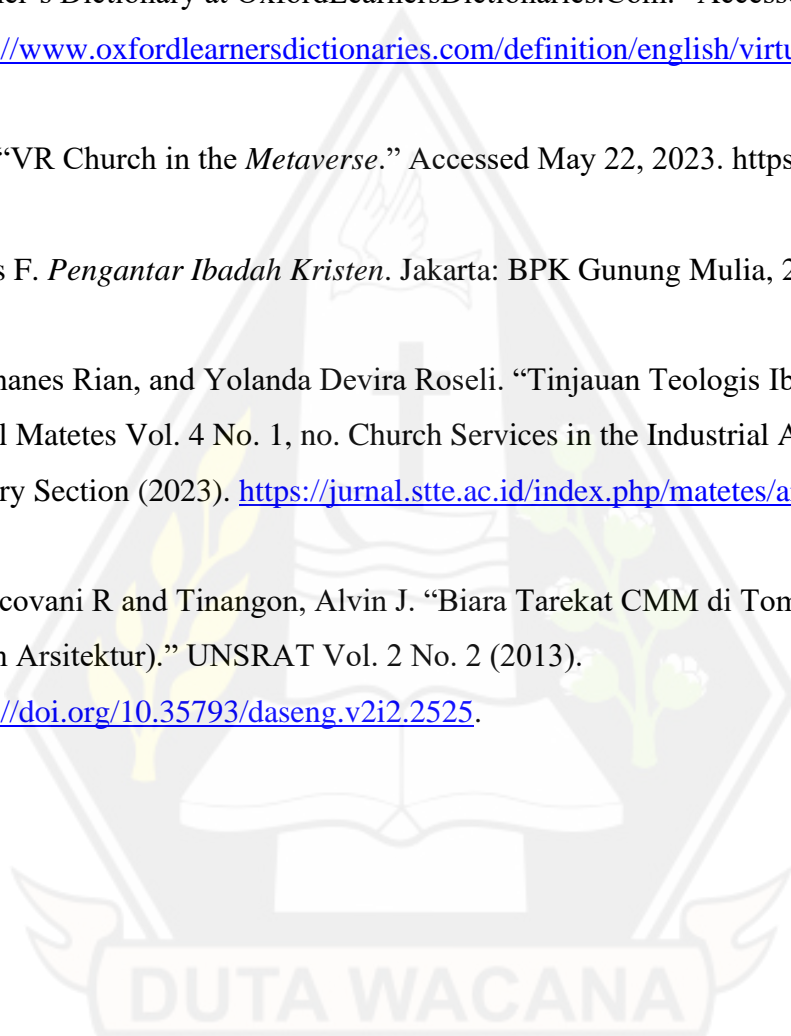 er's Dictionary at OxfordLearnersDictionaries.Com." Accesse
//www.oxfordlearnersdictionaries.com/definition/english/virtu
"VR Church in the Metaverse." Accessed May 22, 2023. https
s F. Pengantar Ibadah Kristen. Jakarta: BPK Gunung Mulia, 2
nanes Rian, and Yolanda Devira Roseli. "Tinjauan Teologis Ib
l Matetes Vol. 4 No. 1, no. Church Services in the Industrial A
ry Section (2023). https://jurnal.stte.ac.id/index.php/matetes/a
covani R and Tinangon, Alvin J. "Biara Tarekat CMM di Tom
n Arsitektur)." UNSRAT Vol. 2 No. 2 (2013).
//doi.org/10.35793/daseng.v2i2.2525.
DUTA WACANA